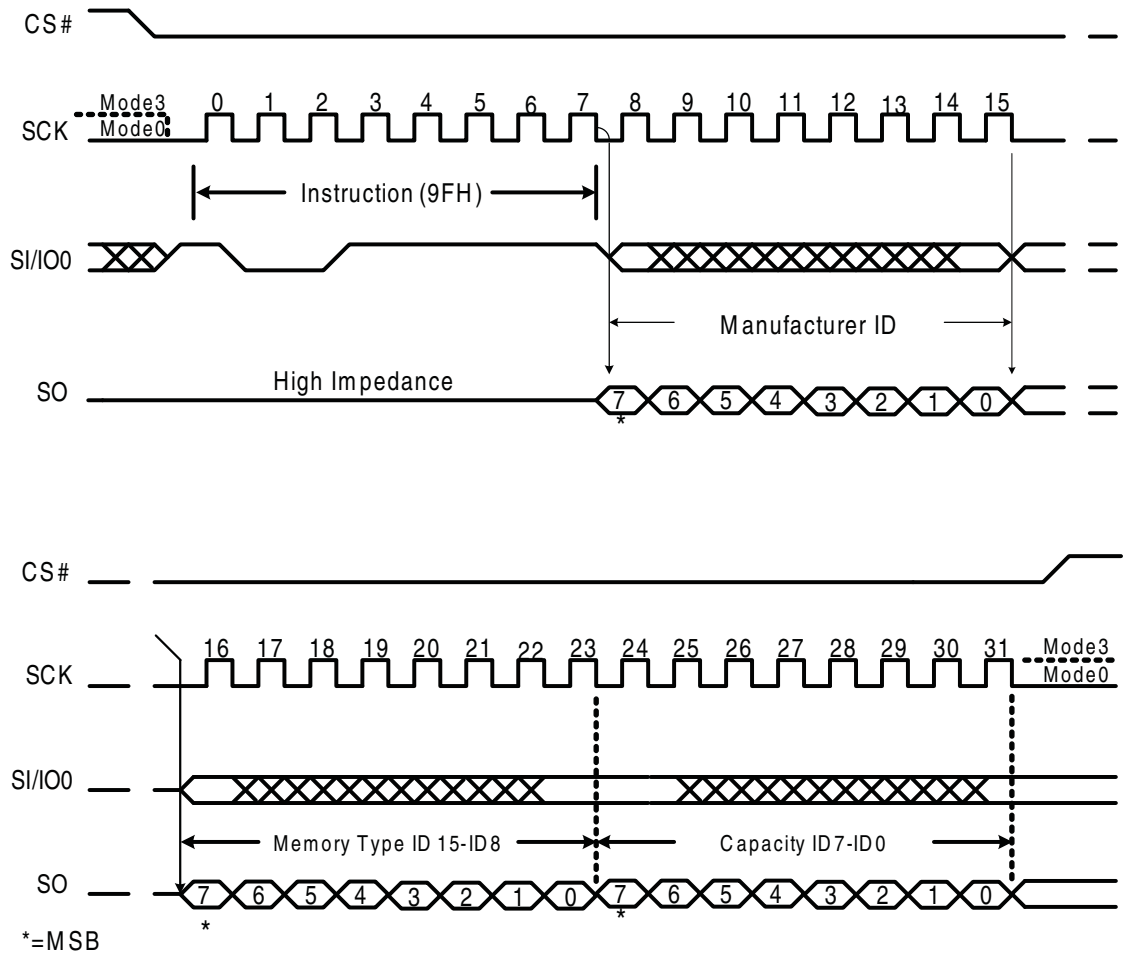 CS#
Mode3
0 1 2 3 4 5 6 7 8 9 10 11 12 13 14 15
SCK
Mode0
Instruction (9FH)
SI/IO0
Manufacturer ID
High Impedance
SO
7 6 5 4 3 2 1 0
*
CS#
16 17 18 19 20 21 22 23 24 25 26 27 28 29 30 31
Mode3
SCK
Mode0
SI/IO0
Memory Type ID 15-ID8
Capacity ID7-ID0
SO
7 6 5 4 3 2 1 0 7 6 5 4 3 2 1 0
* *
*=MSB